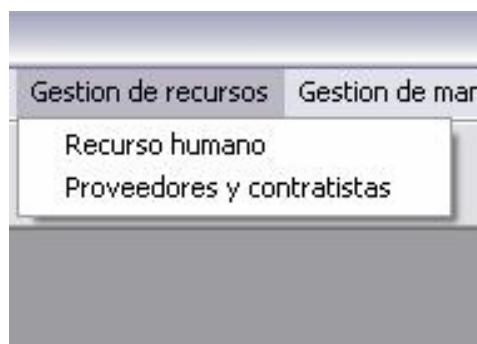 Gestion de recursos Gestion de mar
Recurso humano
Proveedores y contratistas